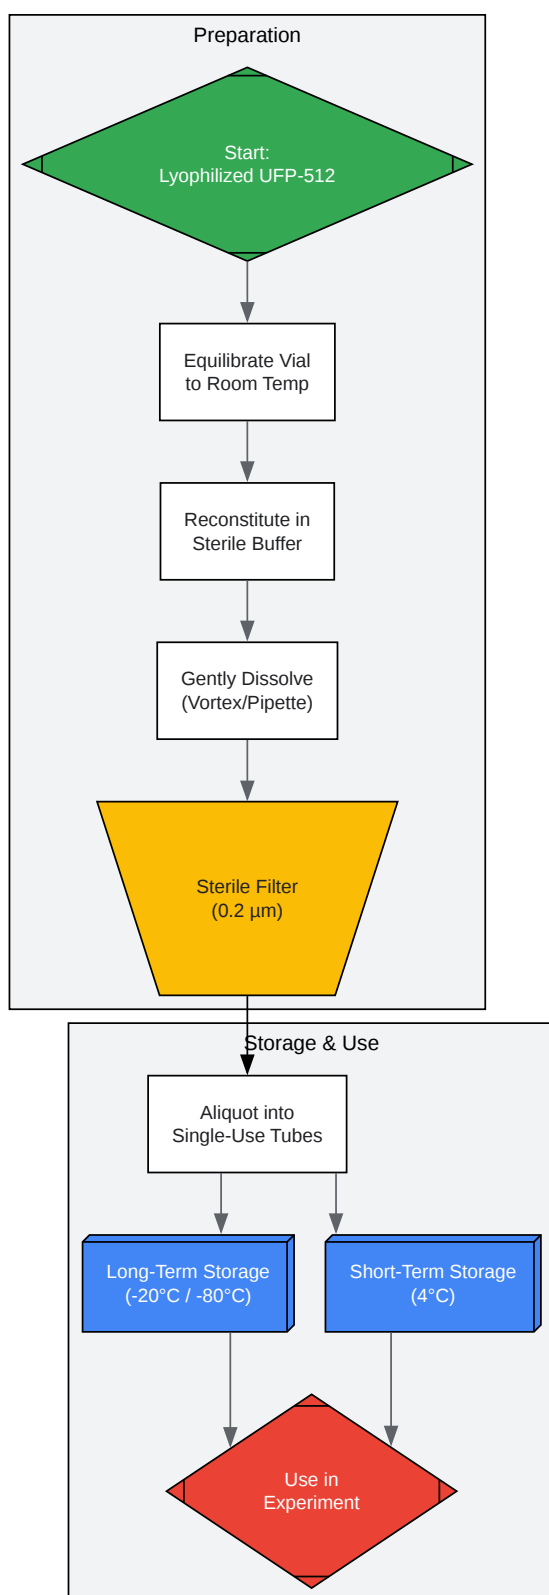 Preparation
Start:
Lyophilized UFP-512
Equilibrate Vial
to Room Temp
Reconstitute in
Sterile Buffer
Gently Dissolve
(Vortex/Pipette)
Sterile Filter
(0.2 µm)
Storage & Use
Aliquot into
Single-Use Tubes
Long-Term Storage
(-20°C / -80°C)
Short-Term Storage
(4°C)
Use in
Experiment